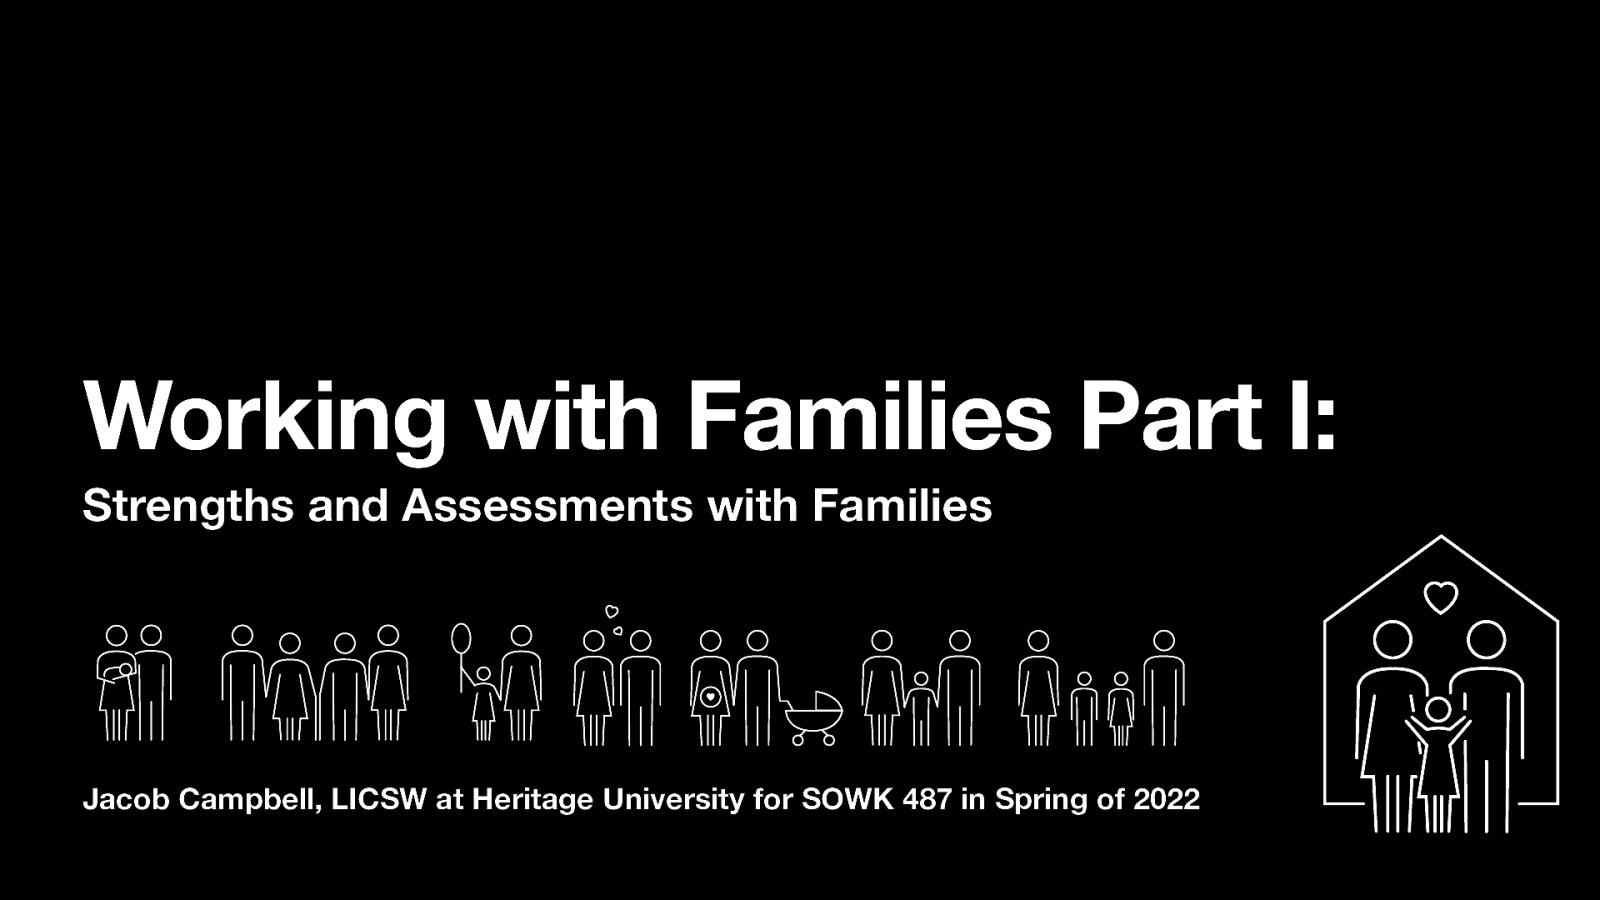 Working with Families Part I:
Strengths and Assessments with Families
Jacob Campbell, LICSW at Heritage University for SOWK 487 in Spring of 2022